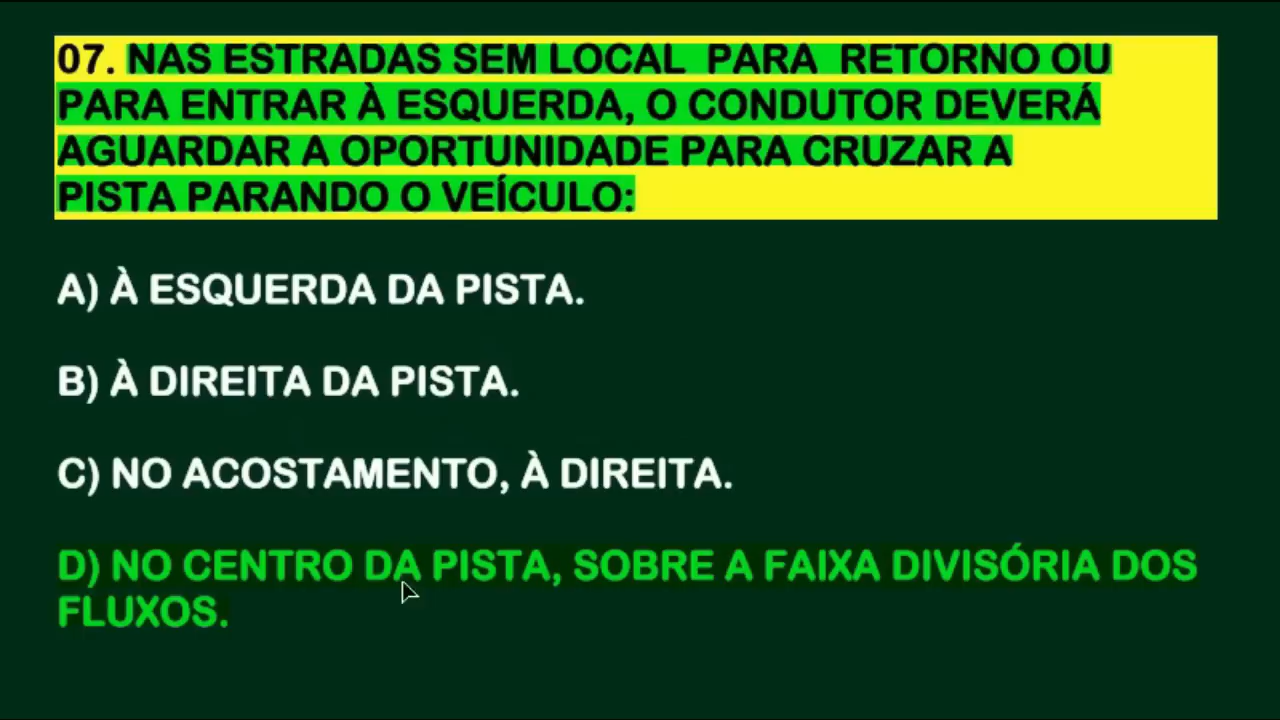 07. NAS ESTRADAS SEM LOCAL PARA RETORNO OU
PARA ENTRAR À ESQUERDA, O CONDUTOR DEVERÁ
AGUARDAR A OPORTUNIDADE PARA CRUZAR A
PISTA PARANDO O VEÍCULO:
A) À ESQUERDA DA PISTA.
B) À DIREITA DA PISTA.
C) NO ACOSTAMENTO, À DIREITA.
D) NO CENTRO DA PISTA, SOBRE A FAIXA DIVISÓRIA DOS
FLUXOS.